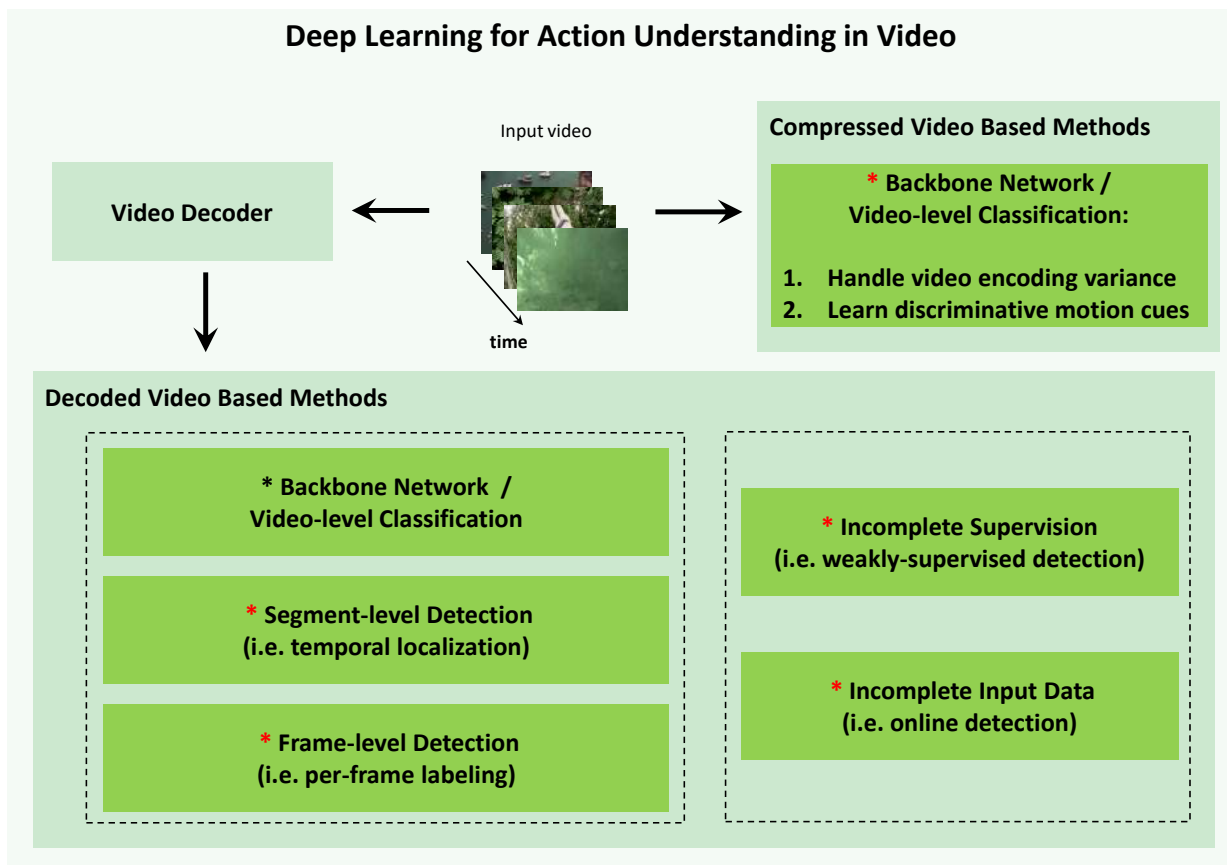 Deep Learning for Action Understanding in Video
Input video
time
Video Decoder
Compressed Video Based Methods
* Backbone Network /
Video-level Classification:
1. Handle video encoding variance
2. Learn discriminative motion cues
Decoded Video Based Methods
* Backbone Network /
Video-level Classification
* Segment-level Detection
(i.e. temporal localization)
* Frame-level Detection
(i.e. per-frame labeling)
* Incomplete Supervision
(i.e. weakly-supervised detection)
* Incomplete Input Data
(i.e. online detection)